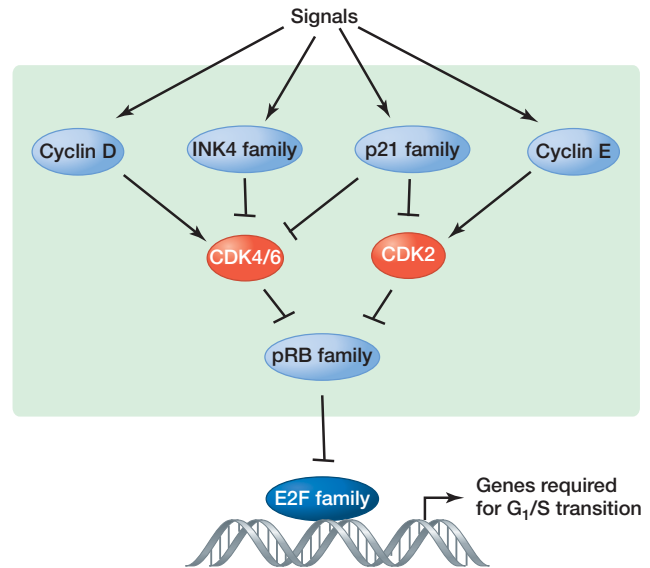 Signals
Cyclin D
INK4 family
p21 family
Cyclin E
CDK4/6
CDK2
pRB family
E2F family
Genes required
for G₁/S transition